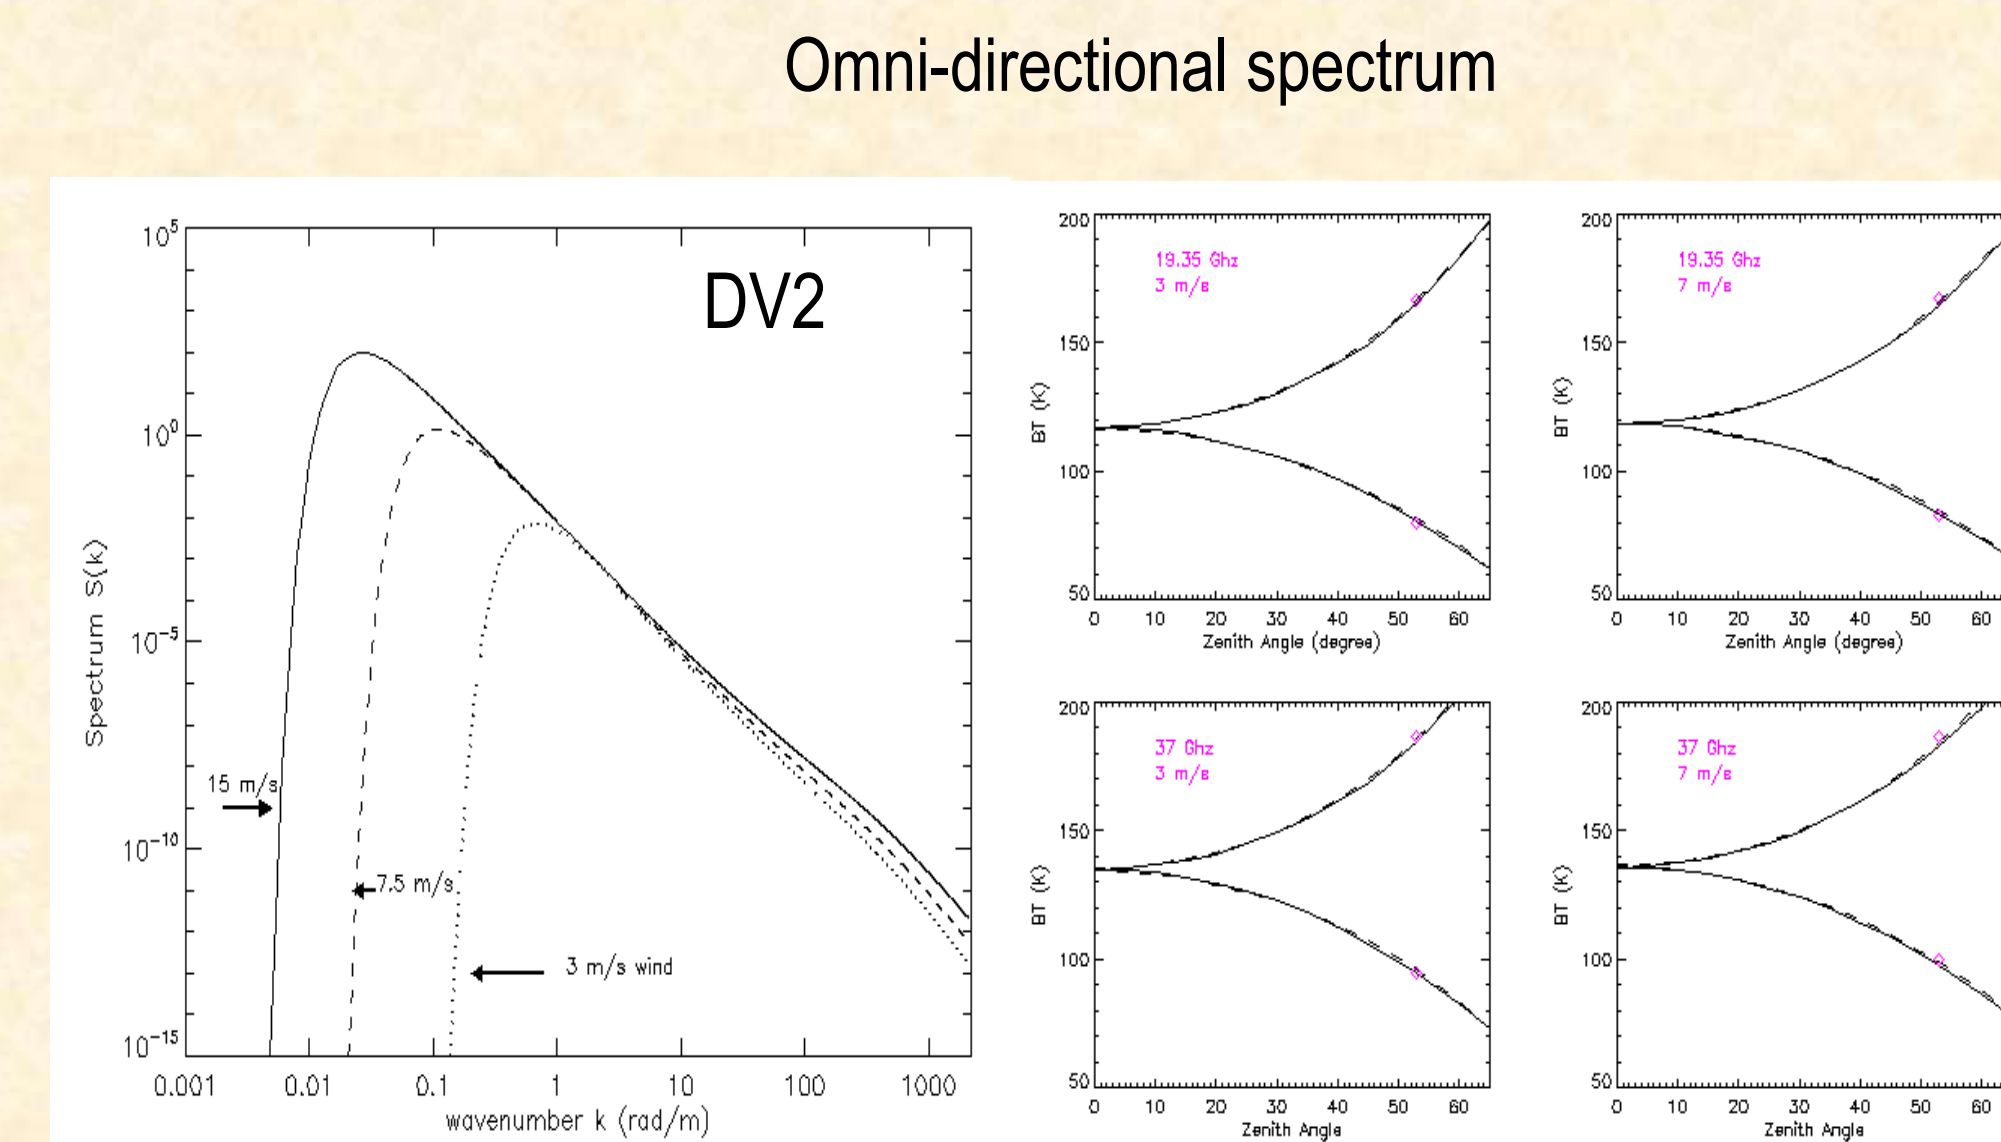 Omni-directional spectrum
DV2
10^5
10^0
10^-5
10^-10
10^-15
Spectrum S(k)
15 m/s
7.5 m/s
3 m/s wind
0.001 0.01 0.1 1 10 100 1000
wavenumber k (rad/m)
200
150
100
50
BT (K)
19.35 Ghz
3 m/s
0 10 20 30 40 50 60
Zenith Angle (degree)
200
150
100
50
BT (K)
19.35 Ghz
7 m/s
0 10 20 30 40 50 60
Zenith Angle (degree)
200
150
100
50
BT (K)
37 Ghz
3 m/s
0 10 20 30 40 50 60
Zenith Angle
200
150
100
50
BT (K)
37 Ghz
7 m/s
0 10 20 30 40 50 60
Zenith Angle